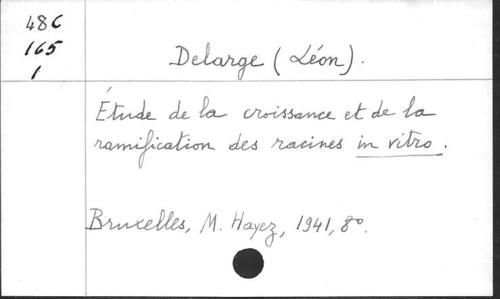 48C
165
1
Delarge (Léon).
Étude de la croissance et de la
ramification des racines in vitro.
Bruxelles, M. Hayez, 1941, 8°.